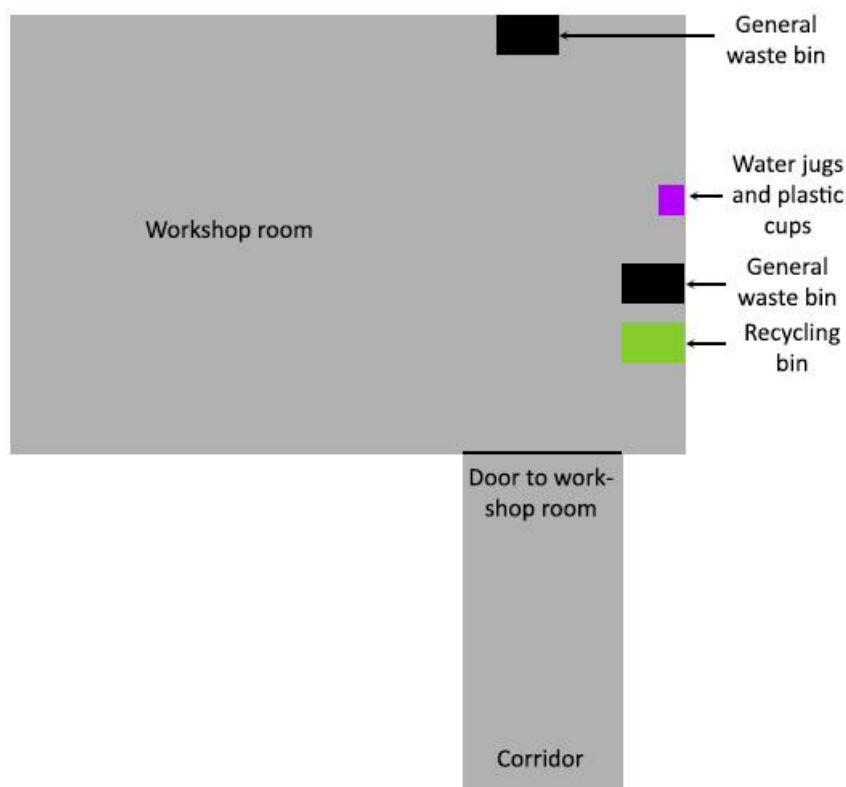 General
waste bin
Water jugs
and plastic
cups
Workshop room
General
waste bin
Recycling
bin
Door to work-
shop room
Corridor